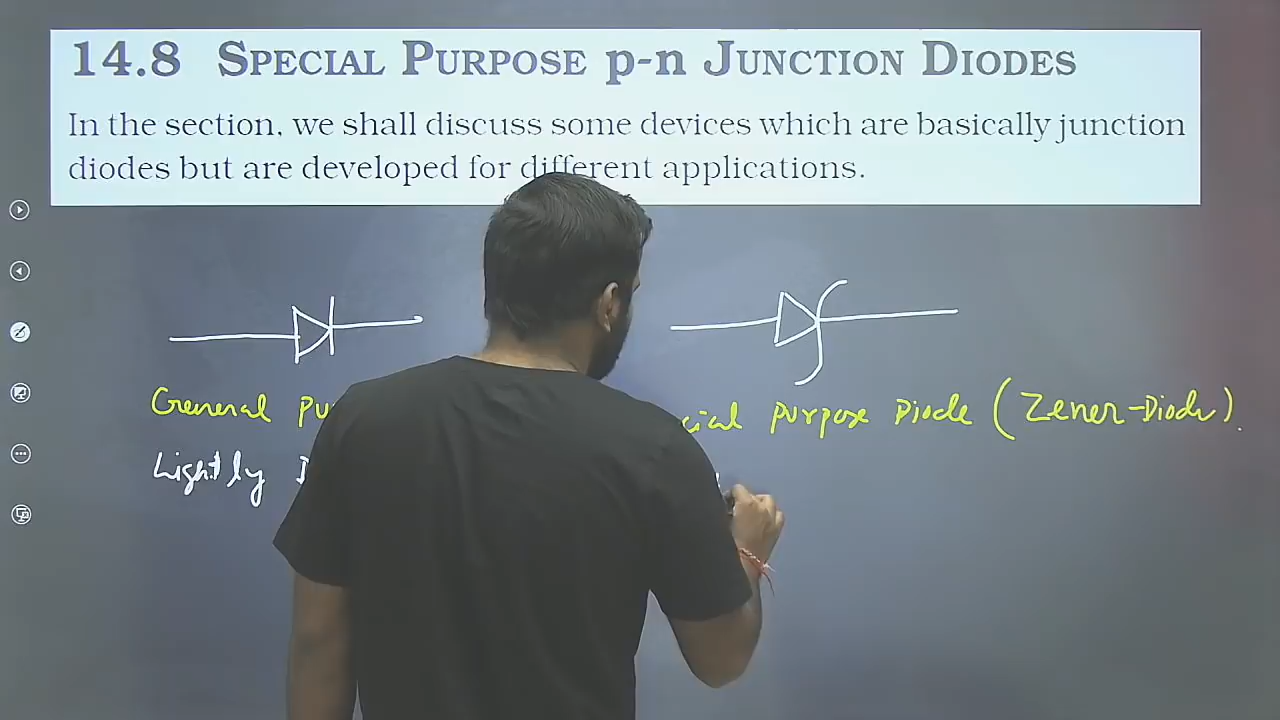 14.8 SPECIAL PURPOSE p-n JUNCTION DIODES
In the section, we shall discuss some devices which are basically junction
diodes but are developed for different applications.
General
Purpose Diode (Zener-Diode).
Lightly